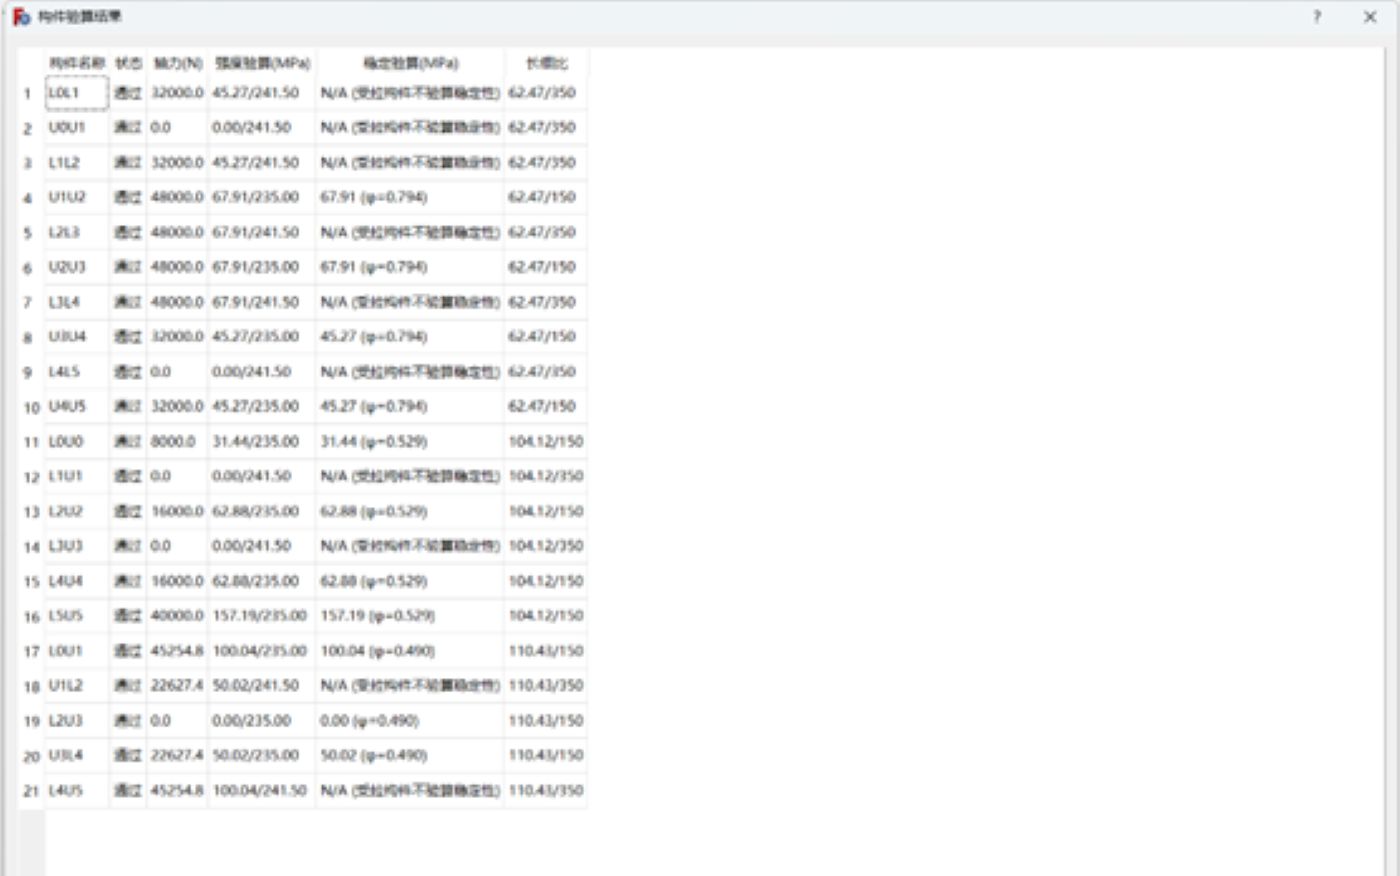 构件验算结果
构件名称 状态 轴力(N) 强度验算(MPa) 稳定验算(MPa) 长细比
1 L0L1 通过 32000.0 45.27/241.50 N/A (受拉构件不验算稳定性) 62.47/350
2 U0U1 通过 0.0 0.00/241.50 N/A (受拉构件不验算稳定性) 62.47/350
3 L1L2 通过 32000.0 45.27/241.50 N/A (受拉构件不验算稳定性) 62.47/350
4 U1U2 通过 48000.0 67.91/235.00 67.91 (φ=0.794) 62.47/150
5 L2L3 通过 48000.0 67.91/241.50 N/A (受拉构件不验算稳定性) 62.47/350
6 U2U3 通过 48000.0 67.91/235.00 67.91 (φ=0.794) 62.47/150
7 L3L4 通过 48000.0 67.91/241.50 N/A (受拉构件不验算稳定性) 62.47/350
8 U3U4 通过 32000.0 45.27/235.00 45.27 (φ=0.794) 62.47/150
9 L4L5 通过 0.0 0.00/241.50 N/A (受拉构件不验算稳定性) 62.47/350
10 U4U5 通过 32000.0 45.27/235.00 45.27 (φ=0.794) 62.47/150
11 L0U0 通过 8000.0 31.44/235.00 31.44 (φ=0.529) 104.12/150
12 L1U1 通过 0.0 0.00/241.50 N/A (受拉构件不验算稳定性) 104.12/350
13 L2U2 通过 16000.0 62.88/235.00 62.88 (φ=0.529) 104.12/150
14 L3U3 通过 0.0 0.00/241.50 N/A (受拉构件不验算稳定性) 104.12/350
15 L4U4 通过 16000.0 62.88/235.00 62.88 (φ=0.529) 104.12/150
16 L5U5 通过 40000.0 157.19/235.00 157.19 (φ=0.529) 104.12/150
17 L0U1 通过 45254.8 100.04/235.00 100.04 (φ=0.490) 110.43/150
18 U1L2 通过 22627.4 50.02/241.50 N/A (受拉构件不验算稳定性) 110.43/350
19 L2U3 通过 0.0 0.00/235.00 0.00 (φ=0.490) 110.43/150
20 U3L4 通过 22627.4 50.02/235.00 50.02 (φ=0.490) 110.43/150
21 L4U5 通过 45254.8 100.04/241.50 N/A (受拉构件不验算稳定性) 110.43/350